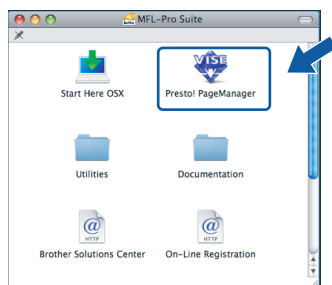 MFL-Pro Suite
Start Here OSX
VISE
Presto! PageManager
Utilities
Documentation
@
HTTP
@
HTTP
Brother Solutions Center
On-Line Registration